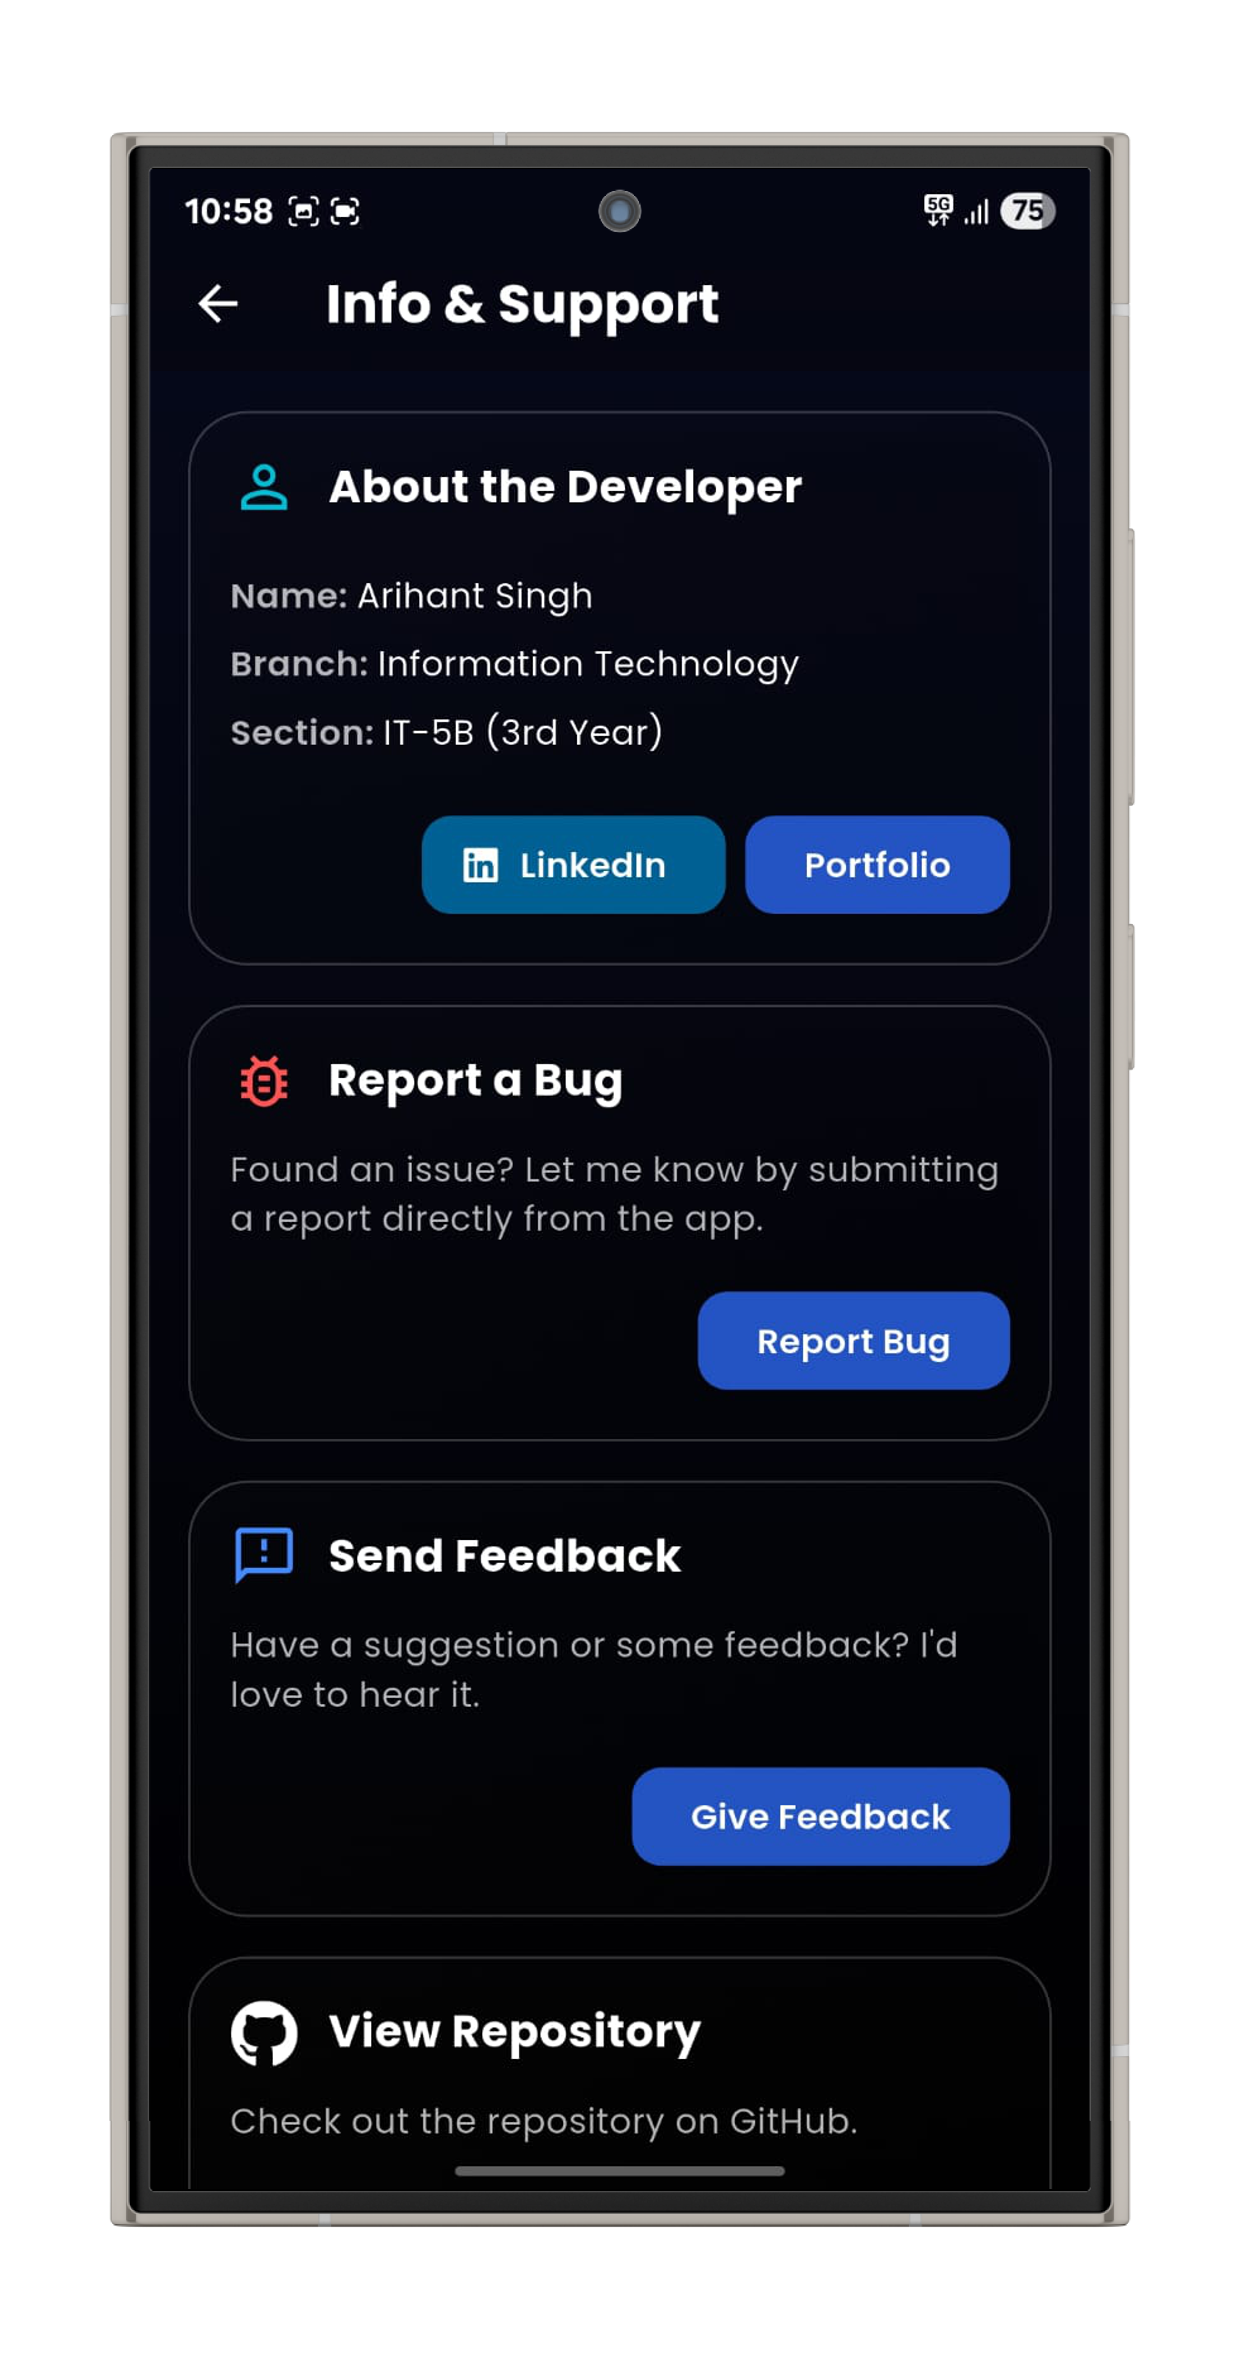 10:58
5G
75
Info & Support
About the Developer
Name: Arihant Singh
Branch: Information Technology
Section: IT-5B (3rd Year)
in LinkedIn
Portfolio
Report a Bug
Found an issue? Let me know by submitting
a report directly from the app.
Report Bug
Send Feedback
Have a suggestion or some feedback? I'd
love to hear it.
Give Feedback
View Repository
Check out the repository on GitHub.